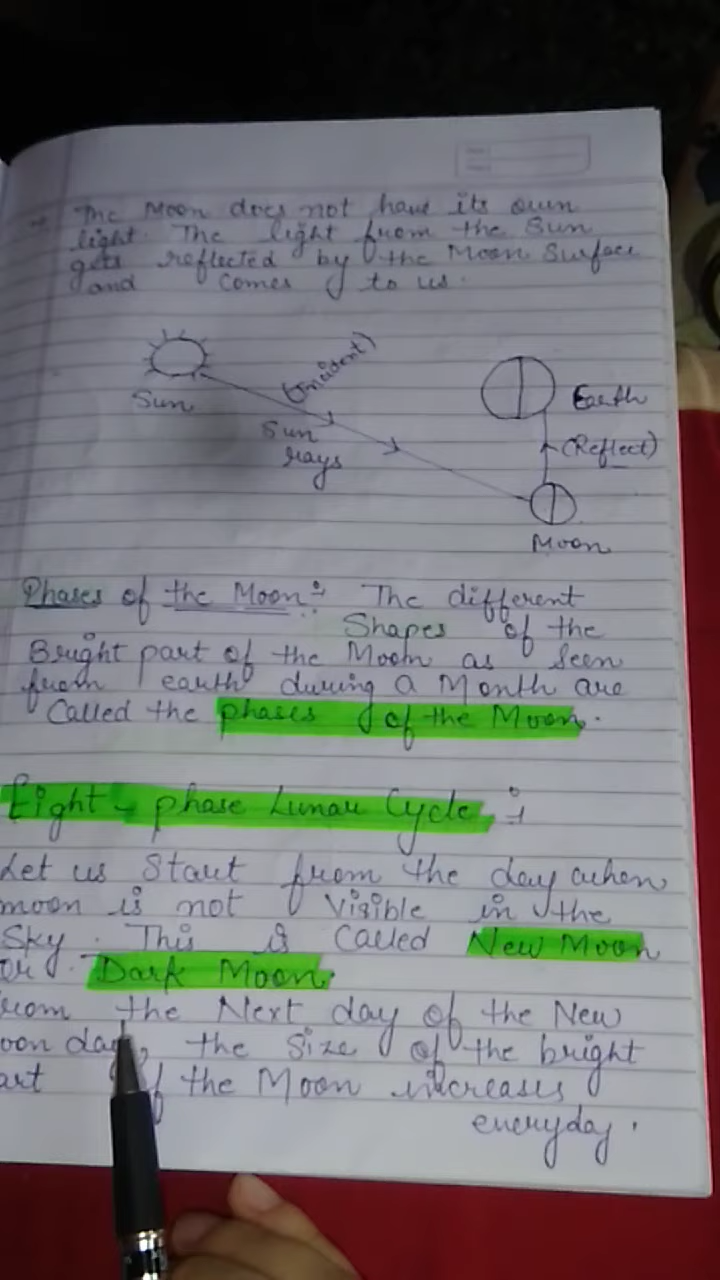 The Moon does not have its own
light. The light from the Sun
gets reflected by the Moon Surface
and comes to us.
(Incident)
Sun
Sun
rays
Earth
(Reflect)
Moon
Phases of the Moon :- The different
Shapes of the
Bright part of the Moon as seen
from earth during a Month are
Called the phases of the Moon.
Eight - phase Lunar Cycle :-
Let us Start from the day when
moon is not visible in the
Sky. This is called New Moon
or Dark Moon.
rom the Next day of the New
oon day, the size of the bright
art of the Moon increases
everyday.